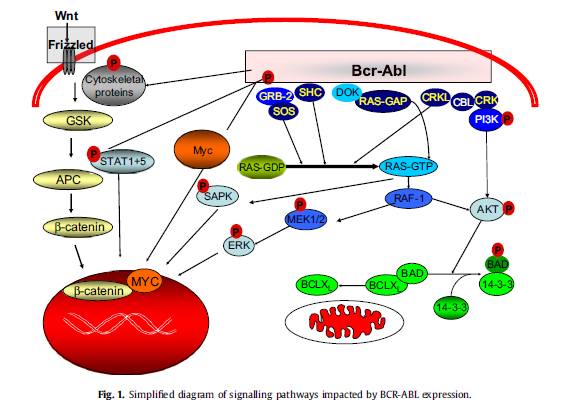 Wnt
Frizzled
P
Cytoskeletal
proteins
P
Bcr-Abl
GRB-2
SHC
SOS
DOK
RAS-GAP
CRKL
CBL
CRK
PI3K
P
GSK
P
STAT1+5
Myc
RAS-GDP
RAS-GTP
APC
P
SAPK
P
MEK1/2
RAF-1
AKT
P
β-catenin
P
ERK
P
BAD
14-3-3
BCLXL
BCLXL
BAD
14-3-3
MYC
β-catenin
Fig. 1. Simplified diagram of signalling pathways impacted by BCR-ABL expression.